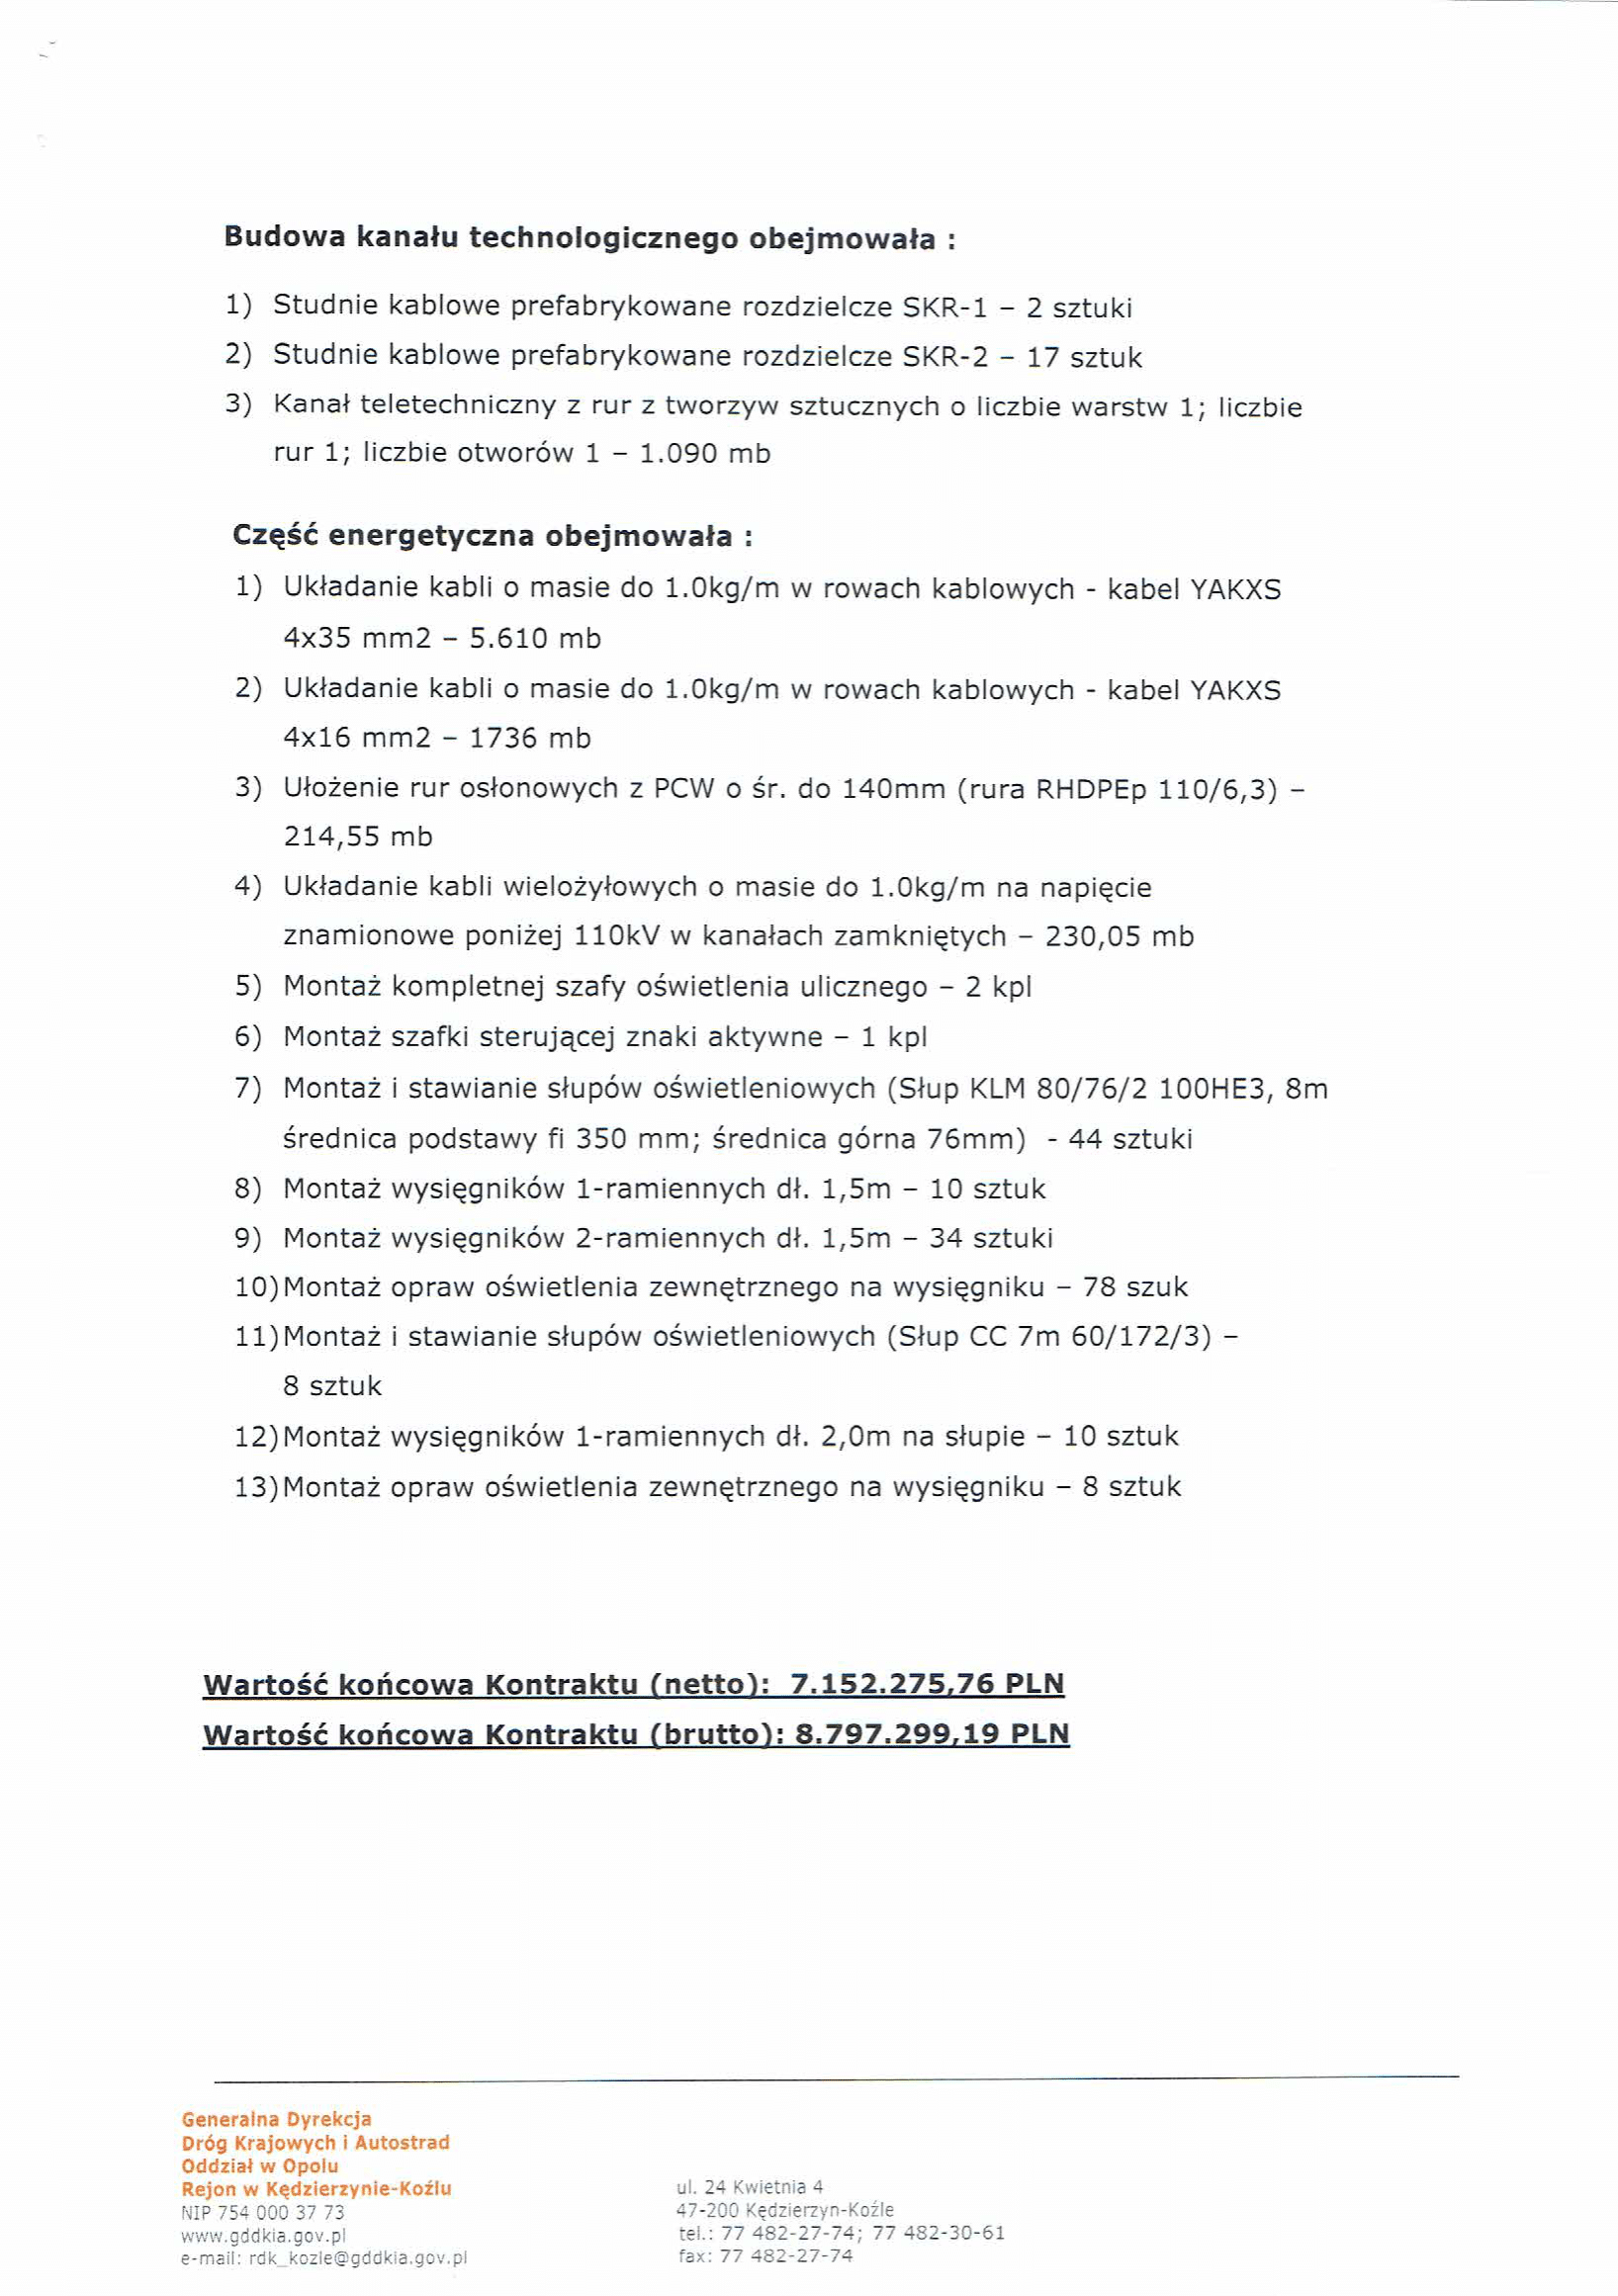 Budowa kanału technologicznego obejmowała :
1) Studnie kablowe prefabrykowane rozdzielcze SKR-1 – 2 sztuki
2) Studnie kablowe prefabrykowane rozdzielcze SKR-2 – 17 sztuk
3) Kanał teletechniczny z rur z tworzyw sztucznych o liczbie warstw 1; liczbie
rur 1; liczbie otworów 1 – 1.090 mb
Część energetyczna obejmowała :
1) Układanie kabli o masie do 1.0kg/m w rowach kablowych - kabel YAKXS
4x35 mm2 – 5.610 mb
2) Układanie kabli o masie do 1.0kg/m w rowach kablowych - kabel YAKXS
4x16 mm2 – 1736 mb
3) Ułożenie rur osłonowych z PCW o śr. do 140mm (rura RHDPEp 110/6,3) –
214,55 mb
4) Układanie kabli wielożyłowych o masie do 1.0kg/m na napięcie
znamionowe poniżej 110kV w kanałach zamkniętych – 230,05 mb
5) Montaż kompletnej szafy oświetlenia ulicznego – 2 kpl
6) Montaż szafki sterującej znaki aktywne – 1 kpl
7) Montaż i stawianie słupów oświetleniowych (Słup KLM 80/76/2 100HE3, 8m
średnica podstawy fi 350 mm; średnica górna 76mm) - 44 sztuki
8) Montaż wysięgników 1-ramiennych dł. 1,5m – 10 sztuk
9) Montaż wysięgników 2-ramiennych dł. 1,5m – 34 sztuki
10)Montaż opraw oświetlenia zewnętrznego na wysięgniku – 78 szuk
11)Montaż i stawianie słupów oświetleniowych (Słup CC 7m 60/172/3) –
8 sztuk
12)Montaż wysięgników 1-ramiennych dł. 2,0m na słupie – 10 sztuk
13)Montaż opraw oświetlenia zewnętrznego na wysięgniku – 8 sztuk
Wartość końcowa Kontraktu (netto): 7.152.275,76 PLN
Wartość końcowa Kontraktu (brutto): 8.797.299,19 PLN
Generalna Dyrekcja
Dróg Krajowych i Autostrad
Oddział w Opolu
Rejon w Kędzierzynie-Koźlu
NIP 754 000 37 73
www.gddkia.gov.pl
e-mail: rdk_kozle@gddkia.gov.pl
ul. 24 Kwietnia 4
47-200 Kędzierzyn-Koźle
tel.: 77 482-27-74; 77 482-30-61
fax: 77 482-27-74